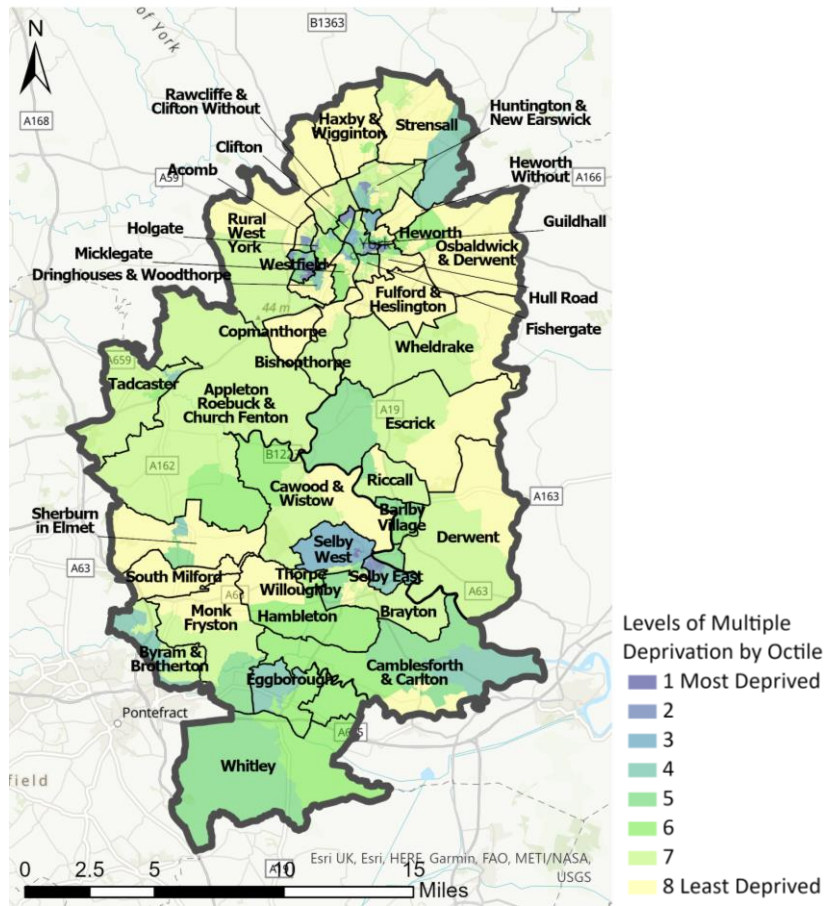 N
of York
B1363
Rawcliffe &
Clifton Without
Haxby &
Wigginton
Strensall
Huntington &
New Earswick
A168
Clifton
Heworth
Without
Acomb
A59
A166
Holgate
Rural
West
York
Heworth
Guildhall
Micklegate
Westfield
Osbaldwick
& Derwent
Dringhouses & Woodthorpe
Hull Road
Fulford &
Heslington
44 m
Fishergate
Copmanthorpe
Wheldrake
Bishopthorpe
A659
Tadcaster
Appleton
Roebuck &
Church Fenton
A19
Escrick
A162
B122
Riccall
Cawood &
Wistow
A163
Barlby
Village
Sherburn
in Elmet
Selby
West
Derwent
A63
South Milford
Thorpe
Willoughby
Selby East
A63
A63
Monk
Fryston
Hambleton
Brayton
Byram &
Brotherton
Camblesforth
& Carlton
Eggborough
Pontefract
Whitley
field
A19
Esri UK, Esri, HERE, Garmin, FAO, METI/NASA,
USGS
0 5 10 15
Miles
Levels of Multiple
Deprivation by Octile
1 Most Deprived
2
3
4
5
6
7
8 Least Deprived